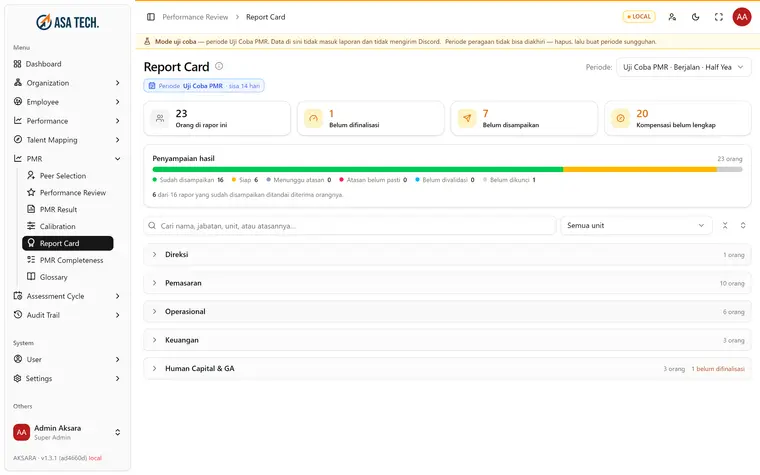 ASA TECH.
Performance Review > Report Card
LOCAL
AA
Mode uji coba — periode Uji Coba PMR. Data di sini tidak masuk laporan dan tidak mengirim Discord. Periode peragaan tidak bisa diakhiri — hapus, lalu buat periode sungguhan.
Menu
Dashboard
Organization
Employee
Performance
Talent Mapping
PMR
Peer Selection
Performance Review
PMR Result
Calibration
Report Card
PMR Completeness
Glossary
Assessment Cycle
Audit Trail
System
User
Settings
Others
AA
Admin Aksara
Super Admin
AKSARA - v1.3.1 (ad4660d) local
Report Card
Periode:
Uji Coba PMR · Berjalan · Half Yea
Periode Uji Coba PMR · sisa 14 hari
23
Orang di rapor ini
1
Belum difinalisasi
7
Belum disampaikan
20
Kompensasi belum lengkap
Penyampaian hasil
23 orang
Sudah disampaikan 16
Siap 6
Menunggu atasan 0
Atasan belum pasti 0
Belum divalidasi 0
Belum dikunci 1
6 dari 16 rapor yang sudah disampaikan ditandai diterima orangnya.
Cari nama, jabatan, unit, atau atasannya...
Semua unit
Direksi
1 orang
Pemasaran
10 orang
Operasional
6 orang
Keuangan
3 orang
Human Capital & GA
3 orang
1 belum difinalisasi